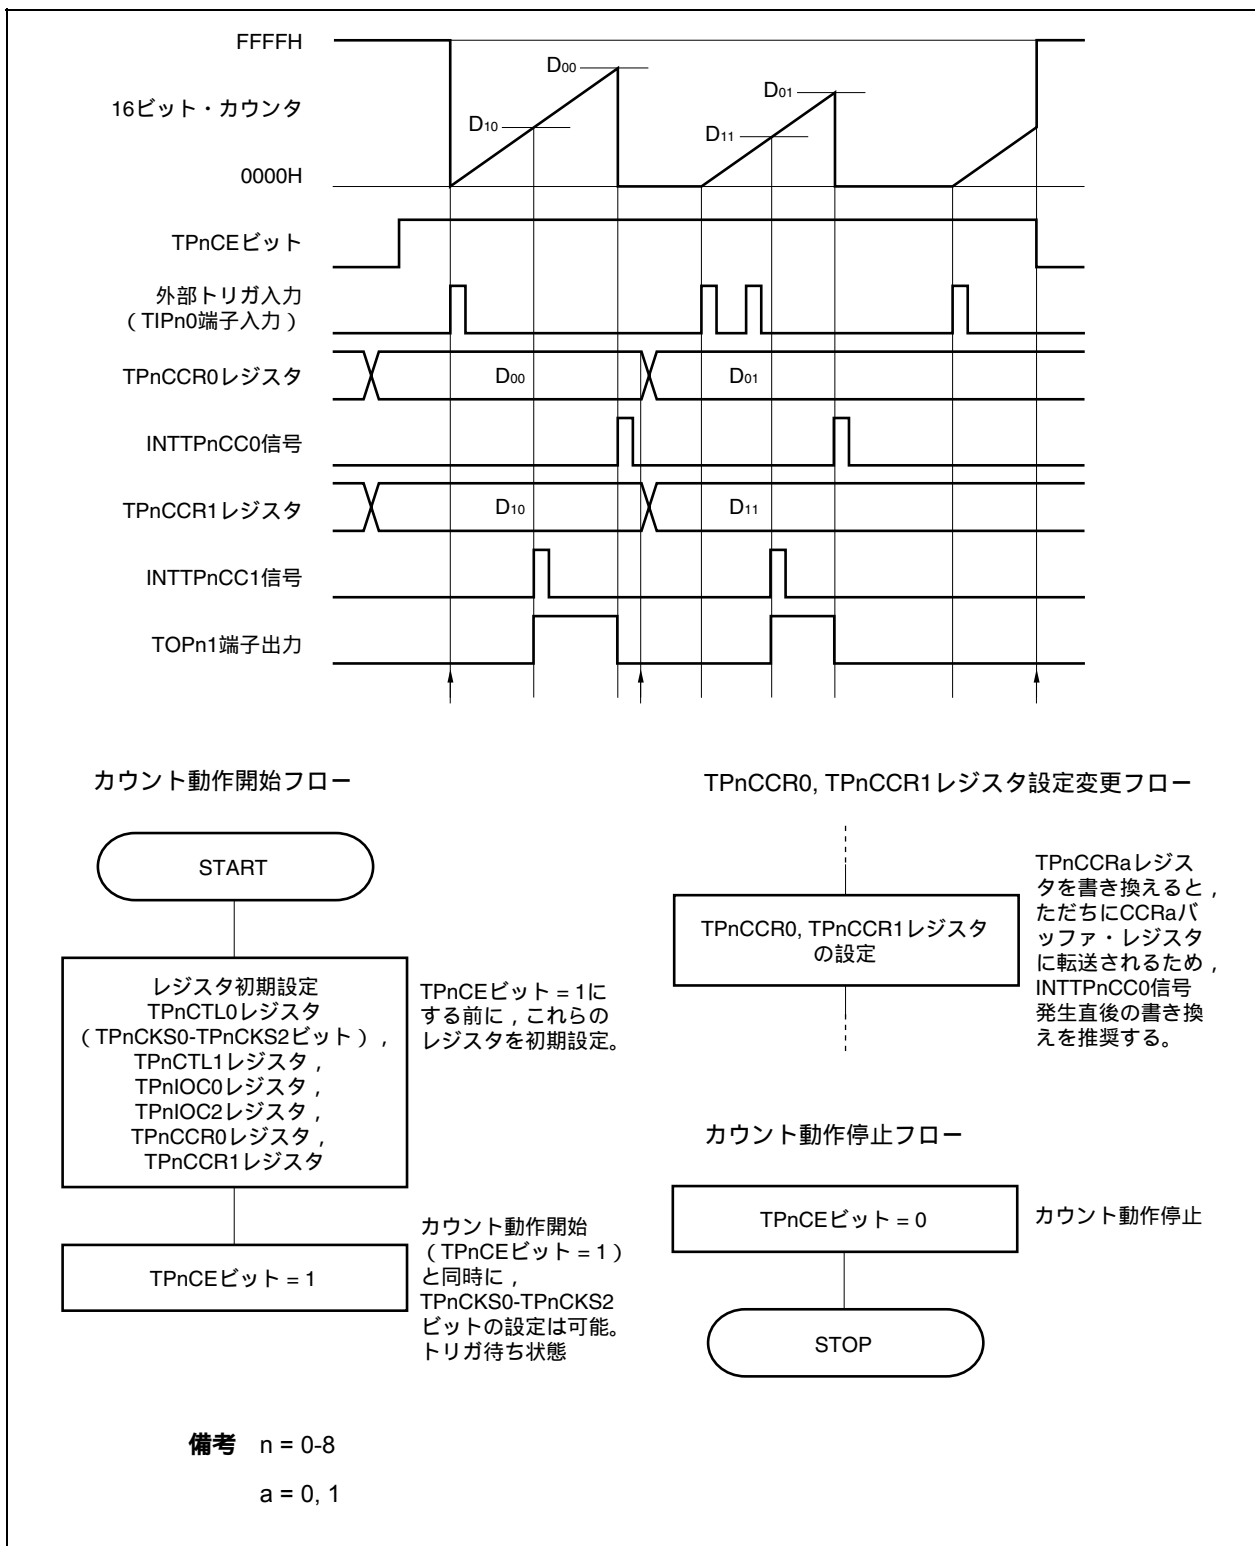 FFFFH
D00
16ビット・カウンタ
D01
D10
D11
0000H
TPnCEビット
外部トリガ入力
（TIPn0端子入力）
TPnCCR0レジスタ
D00
D01
INTTPnCC0信号
TPnCCR1レジスタ
D10
D11
INTTPnCC1信号
TOPn1端子出力
カウント動作開始フロー
START
レジスタ初期設定
TPnCTL0レジスタ
（TPnCKS0-TPnCKS2ビット），
TPnCTL1レジスタ，
TPnIOC0レジスタ，
TPnIOC2レジスタ，
TPnCCR0レジスタ，
TPnCCR1レジスタ
TPnCEビット = 1に
する前に，これらの
レジスタを初期設定。
TPnCEビット = 1
カウント動作開始
（TPnCEビット = 1）
と同時に，
TPnCKS0-TPnCKS2
ビットの設定は可能。
トリガ待ち状態
TPnCCR0, TPnCCR1レジスタ設定変更フロー
TPnCCR0, TPnCCR1レジスタ
の設定
TPnCCRaレジス
タを書き換えると，
ただちにCCRaバ
ッファ・レジスタ
に転送されるため，
INTTPnCC0信号
発生直後の書き換
えを推奨する。
カウント動作停止フロー
TPnCEビット = 0
カウント動作停止
STOP
備考 n = 0-8
a = 0, 1